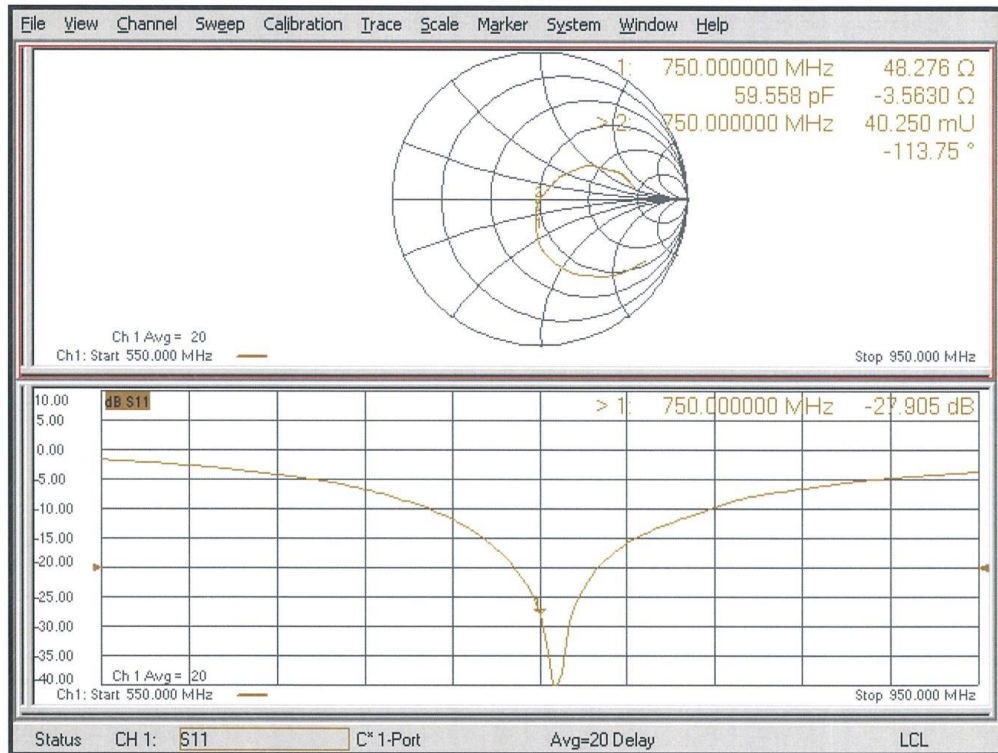 File View Channel Sweep Calibration Trace Scale Marker System Window Help
1: 750.000000 MHz 48.276 Ω
59.558 pF -3.5630 Ω
> 2: 750.000000 MHz 40.250 mU
-113.75 °
Ch 1 Avg = 20
Ch1: Start 550.000 MHz Stop 950.000 MHz
10.00 dB S11 > 1: 750.000000 MHz -27.905 dB
5.00
0.00
-5.00
-10.00
-15.00
-20.00
-25.00
-30.00
-35.00
-40.00 Ch 1 Avg = 20
Ch1: Start 550.000 MHz Stop 950.000 MHz
Status CH 1: S11 C* 1-Port Avg=20 Delay LCL